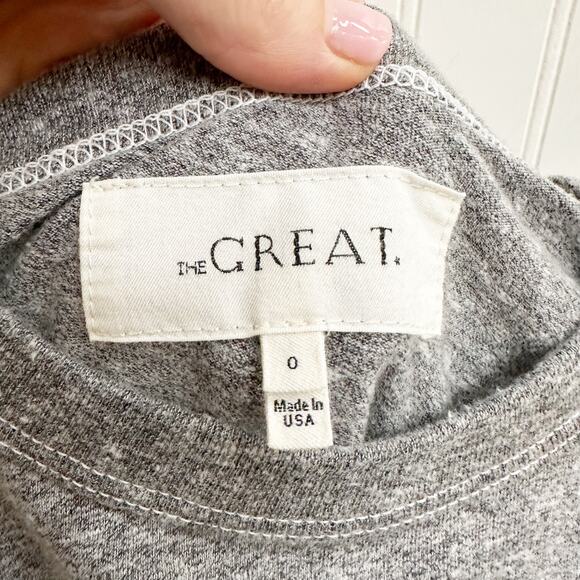 THE GREAT.
0
Made In
USA